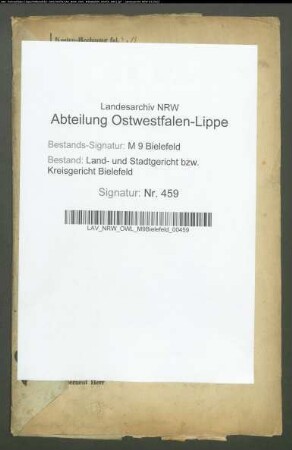 Landesarchiv NRW
Abteilung Ostwestfalen-Lippe
Bestands-Signatur: M 9 Bielefeld
Bestand: Land- und Stadtgericht bzw.
Kreisgericht Bielefeld
Signatur: Nr. 459
LAV_NRW_OWL_M9Bielefeld_00459
Herr